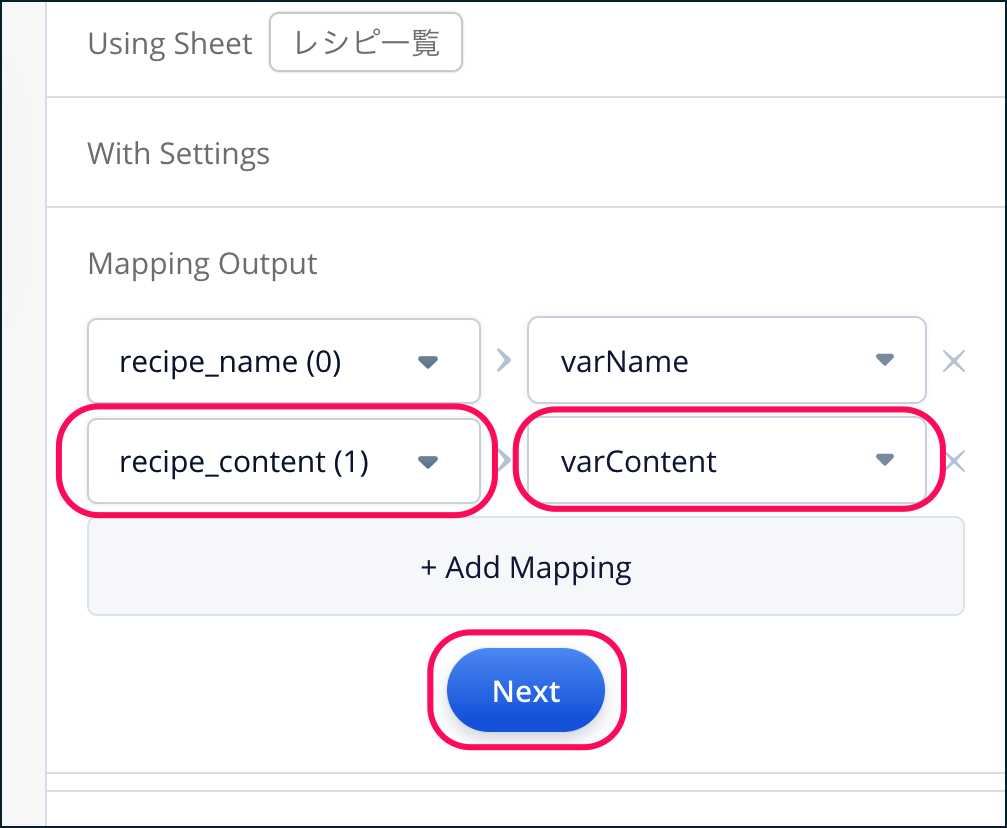 Using Sheet レシピ一覧
With Settings
Mapping Output
recipe_name (0) varName
recipe_content (1) varContent
+ Add Mapping
Next